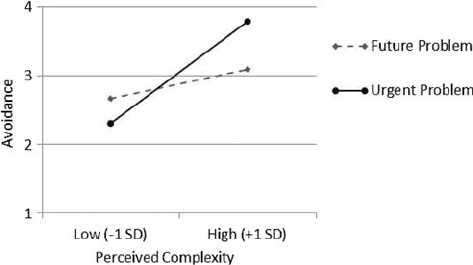 4
3
2
1
Avoidance
Low (-1 SD)
High (+1 SD)
Perceived Complexity
Future Problem
Urgent Problem